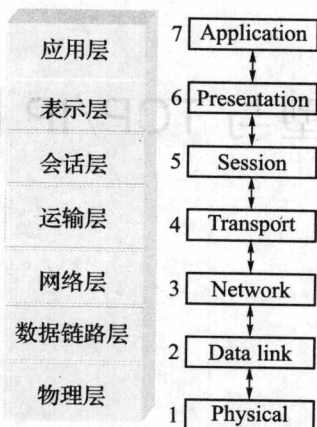 应用层
表示层
会话层
运输层
网络层
数据链路层
物理层
7 Application
6 Presentation
5 Session
4 Transport
3 Network
2 Data link
1 Physical